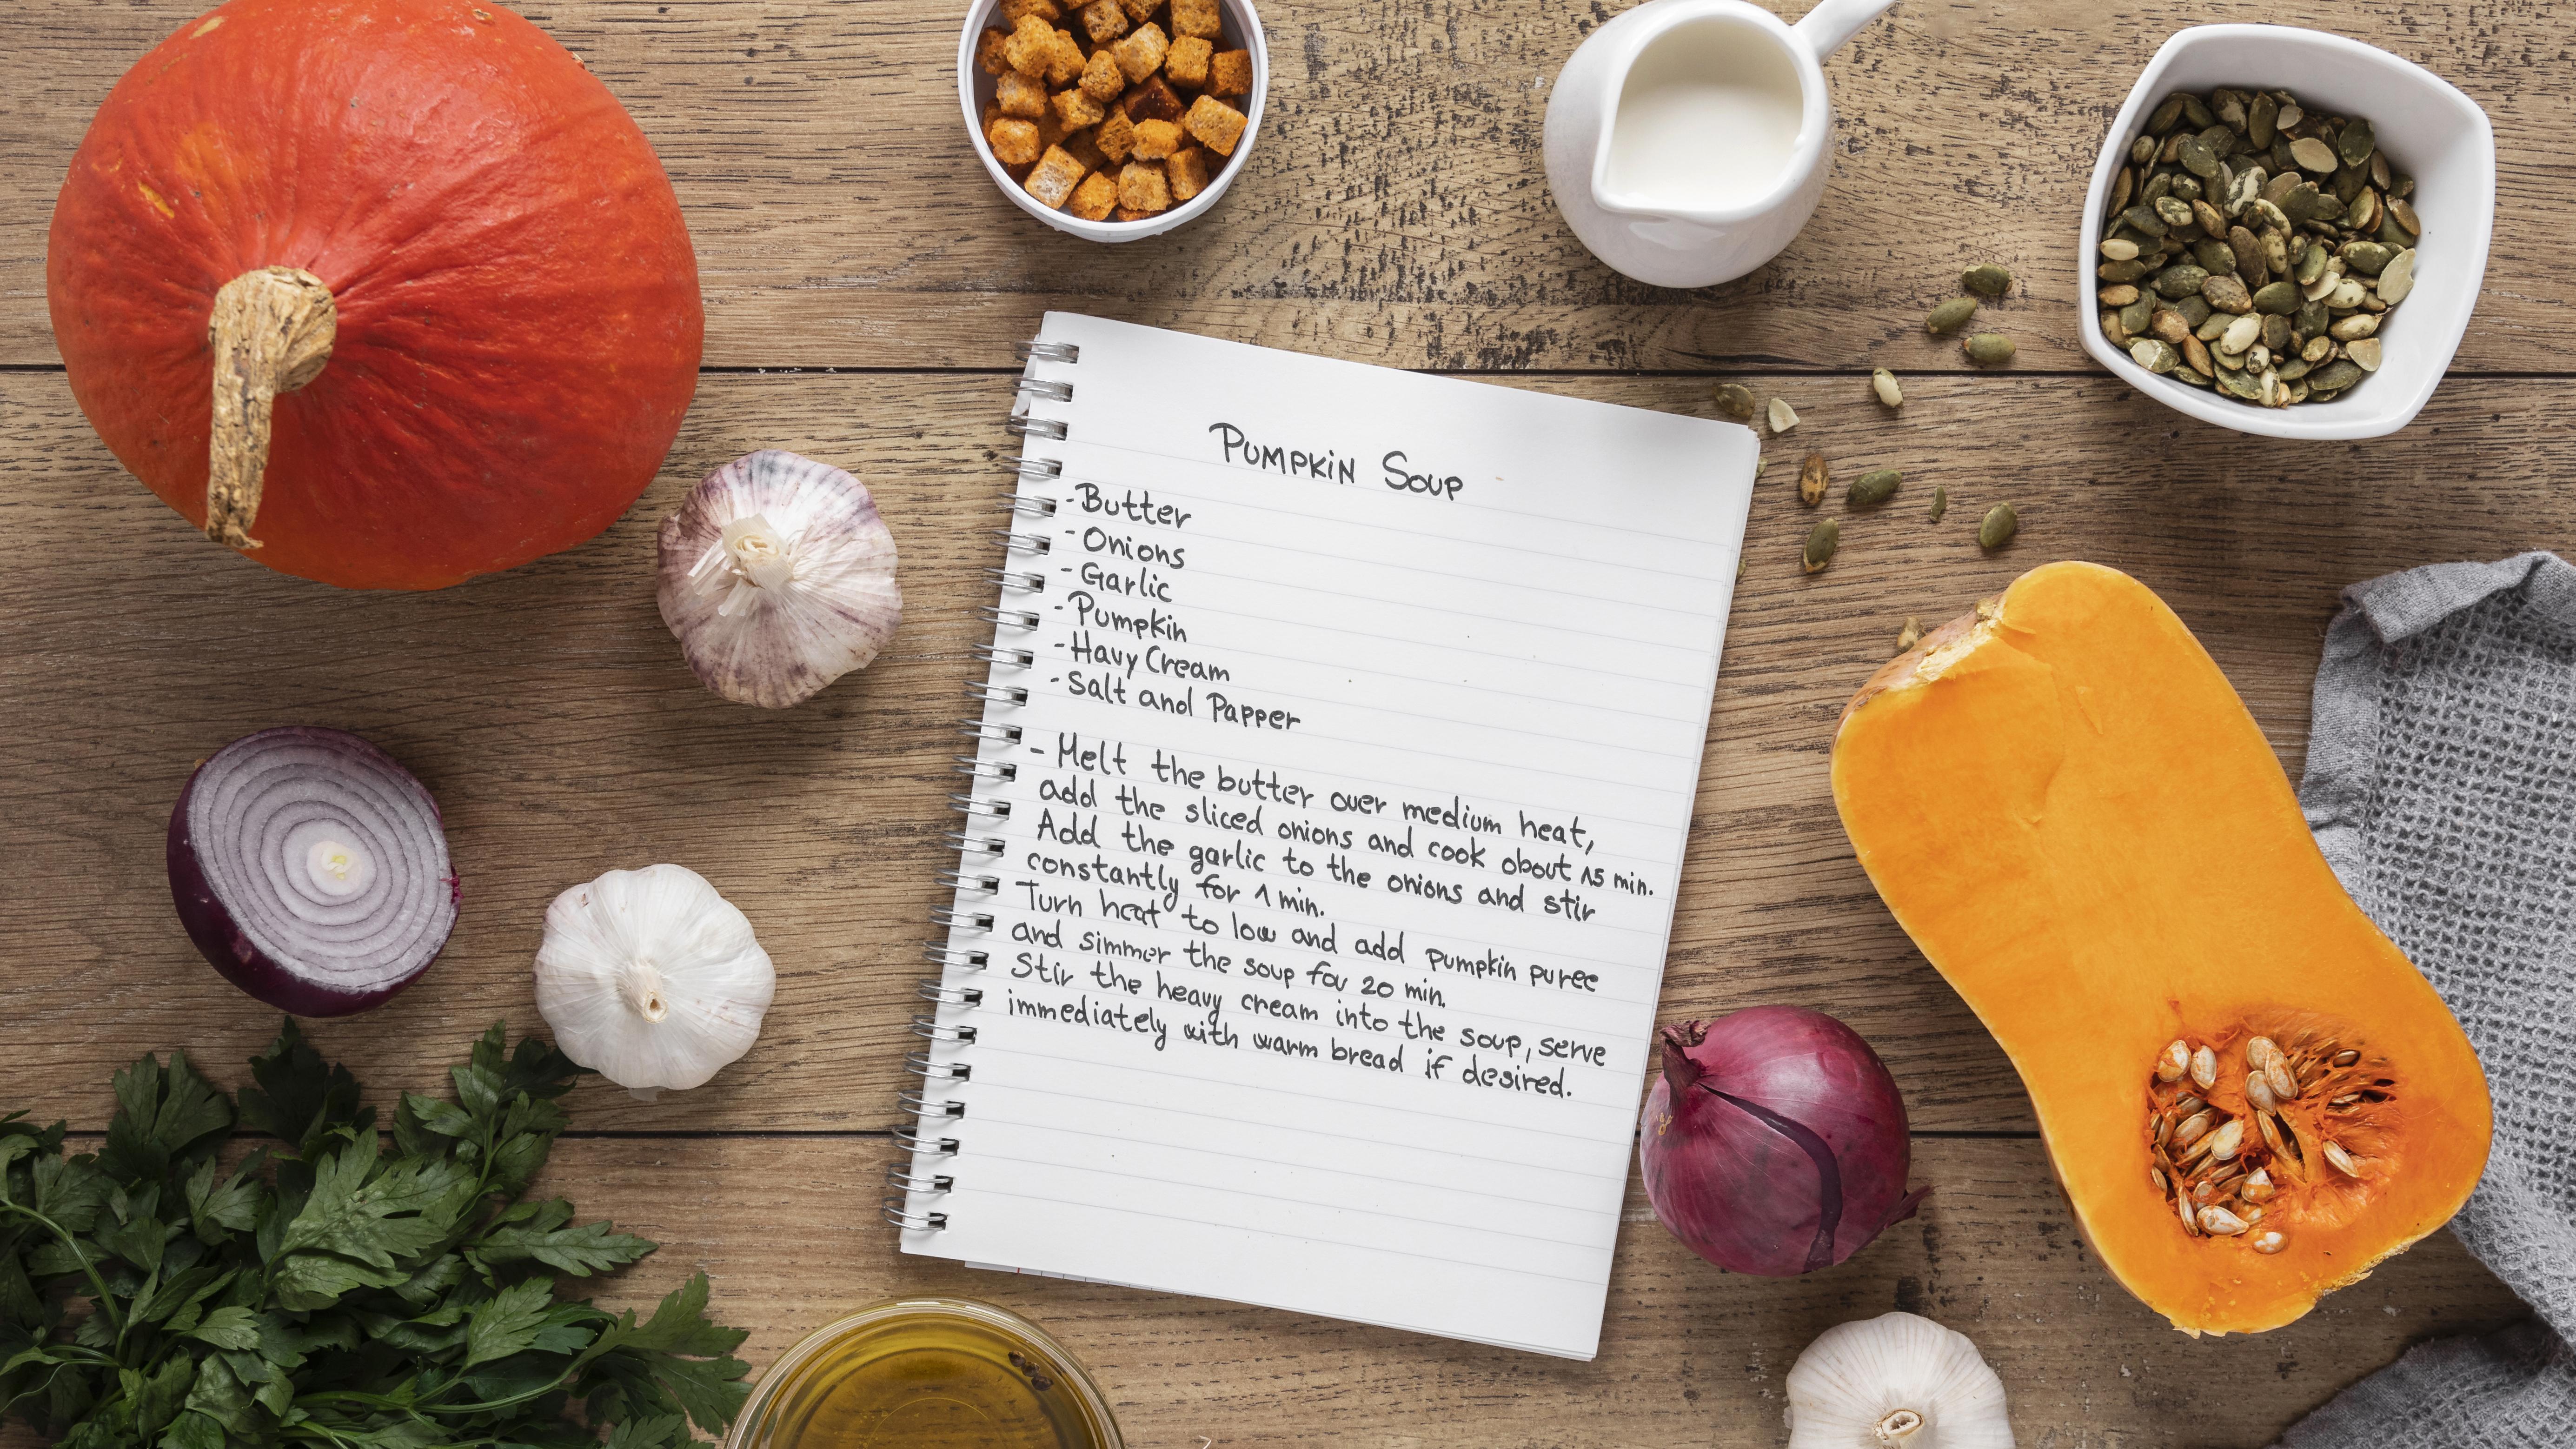 Pumpkin Soup
- Butter
- Onions
- Garlic
- Pumpkin
- Havy Cream
- Salt and Papper
- Melt the butter over medium heat,
add the sliced onions and cook obout 15 min.
Add the garlic to the onions and stir
constantly for 1 min.
Turn heat to low and add pumpkin puree
and simmer the soup for 20 min.
Stir the heavy cream into the soup, serve
immediately with warm bread if desired.